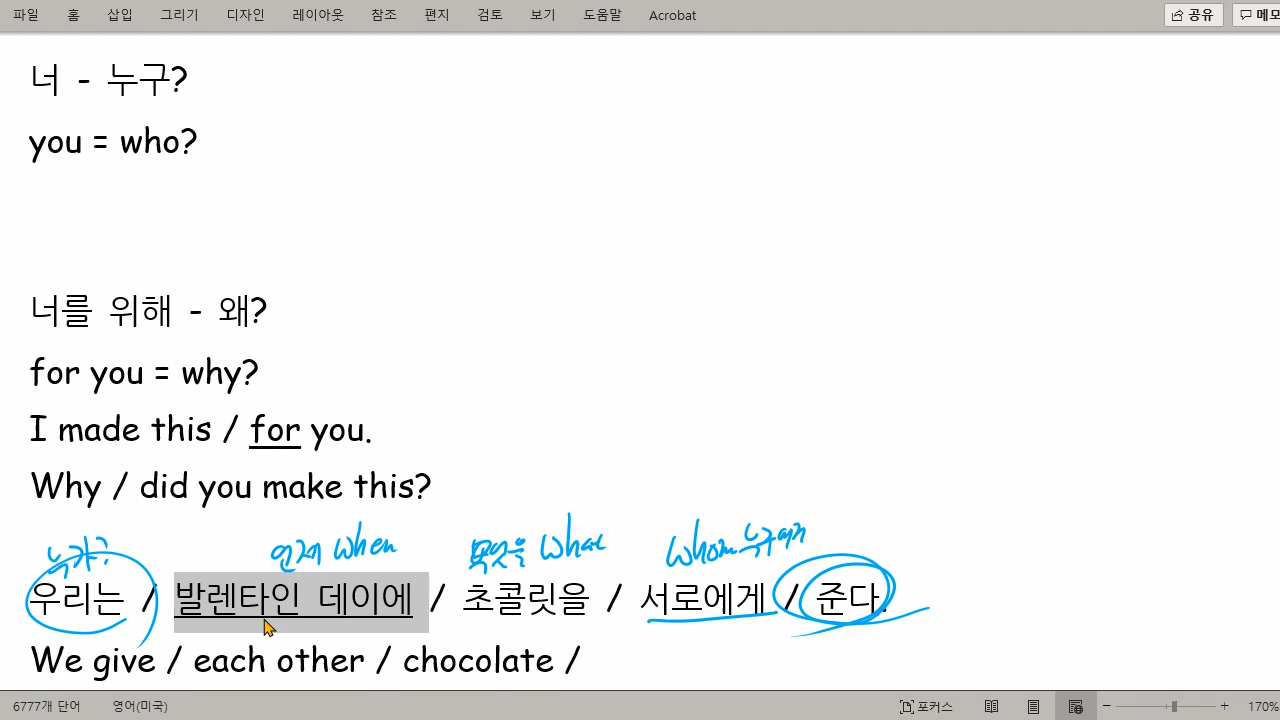 파일 홈 삽입 그리기 디자인 레이아웃 참조 편지 검토 보기 도움말 Acrobat 공유 메모
너 - 누구?
you = who?
너를 위해 - 왜?
for you = why?
I made this / for you.
Why / did you make this?
누가? 언제 when 무엇을 what whom 누구에게
우리는 / 발렌타인 데이에 / 초콜릿을 / 서로에게 / 준다.
We give / each other / chocolate /
6777개 단어 영어(미국) 포커스 170%